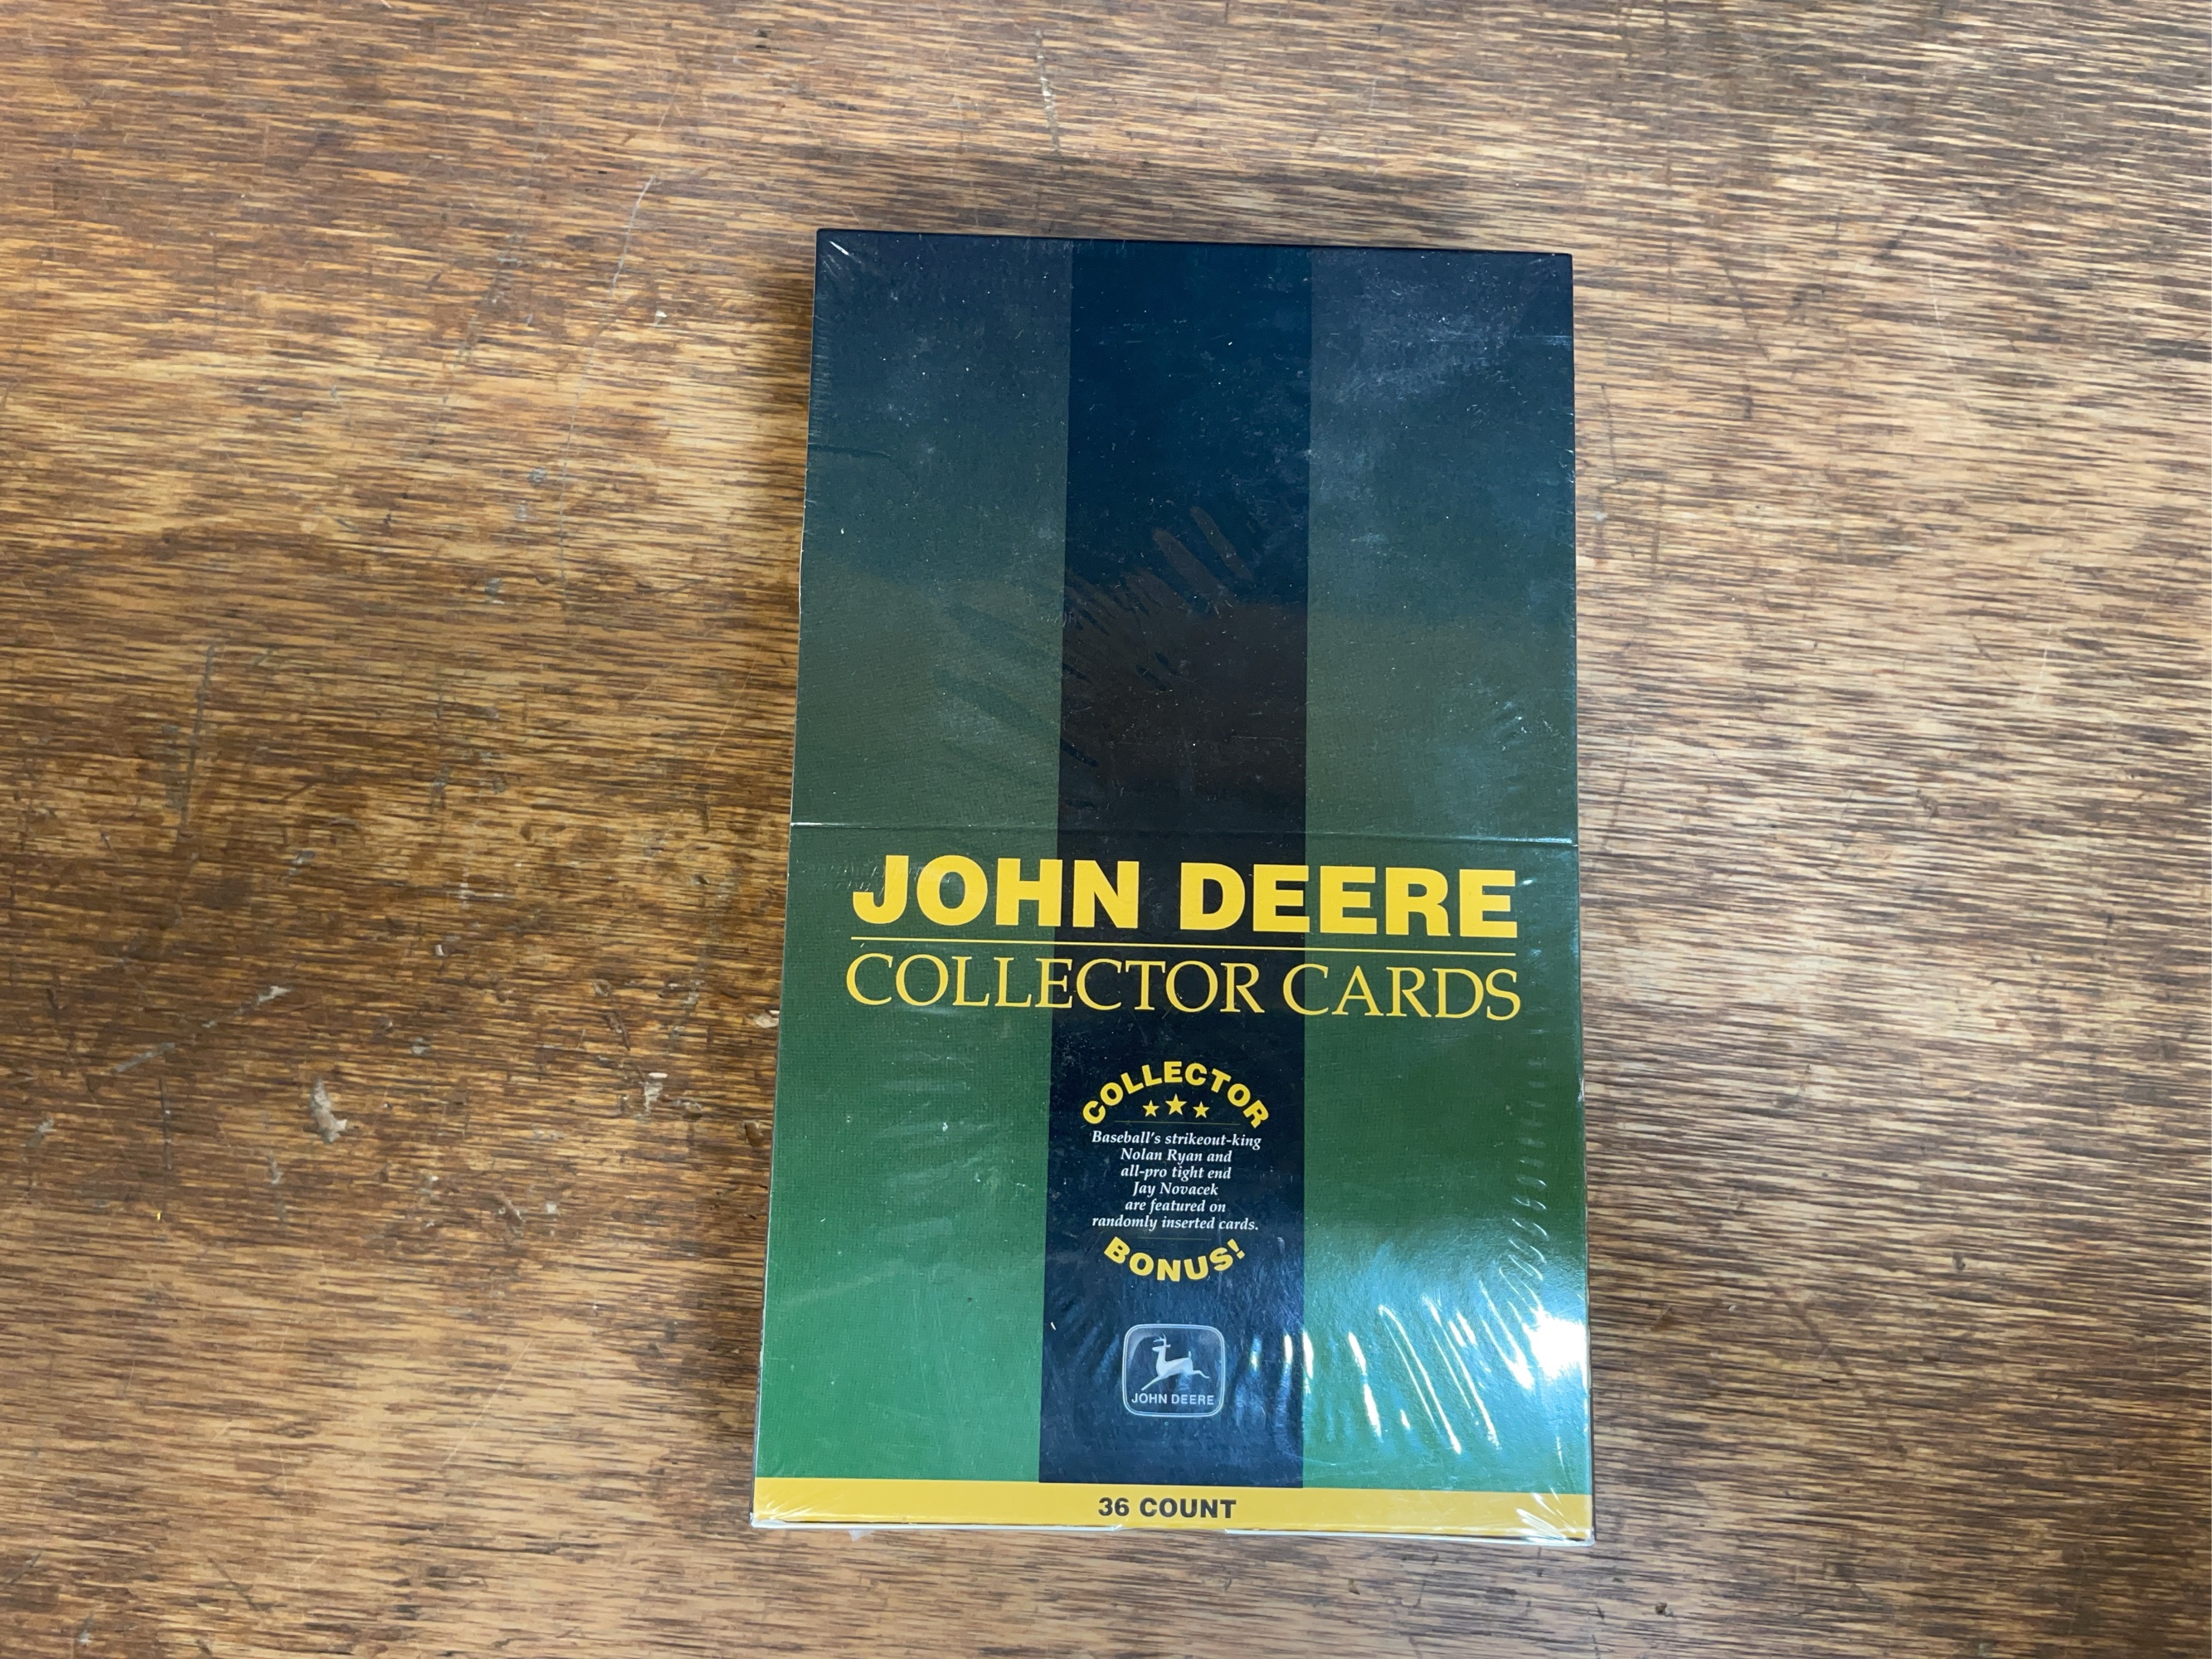 JOHN DEERE
COLLECTOR CARDS
COLLECTOR
Baseball's strikeout-king
Nolan Ryan and
all-pro tight end
Jay Novacek
are featured on
randomly inserted cards.
BONUS!
JOHN DEERE
36 COUNT